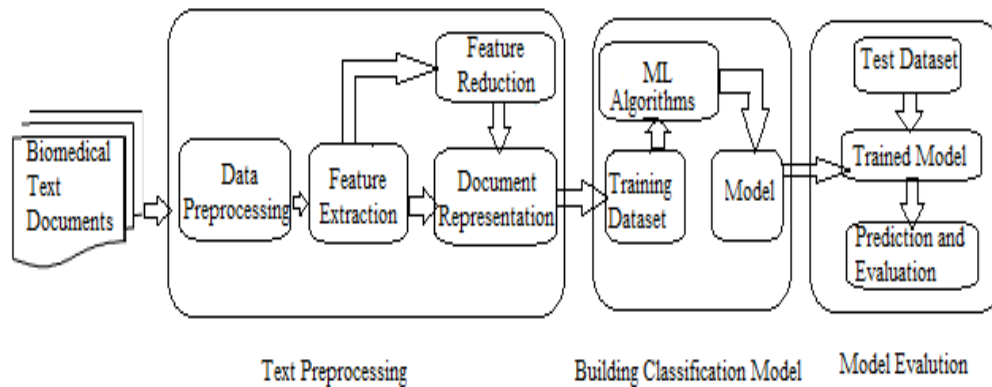 Biomedical
Text
Documents
Data
Preprocessing
Feature
Extraction
Feature
Reduction
Document
Representation
Text Preprocessing
ML
Algorithms
Training
Dataset
Model
Building Classification Model
Test Dataset
Trained Model
Prediction and
Evaluation
Model Evalution